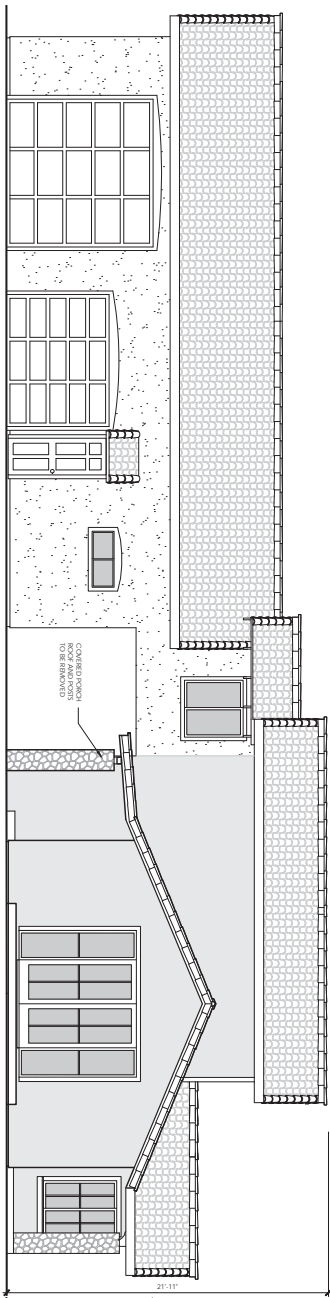 COVERED PORCH
ROOF AND POSTS
TO BE REMOVED
21'-11"